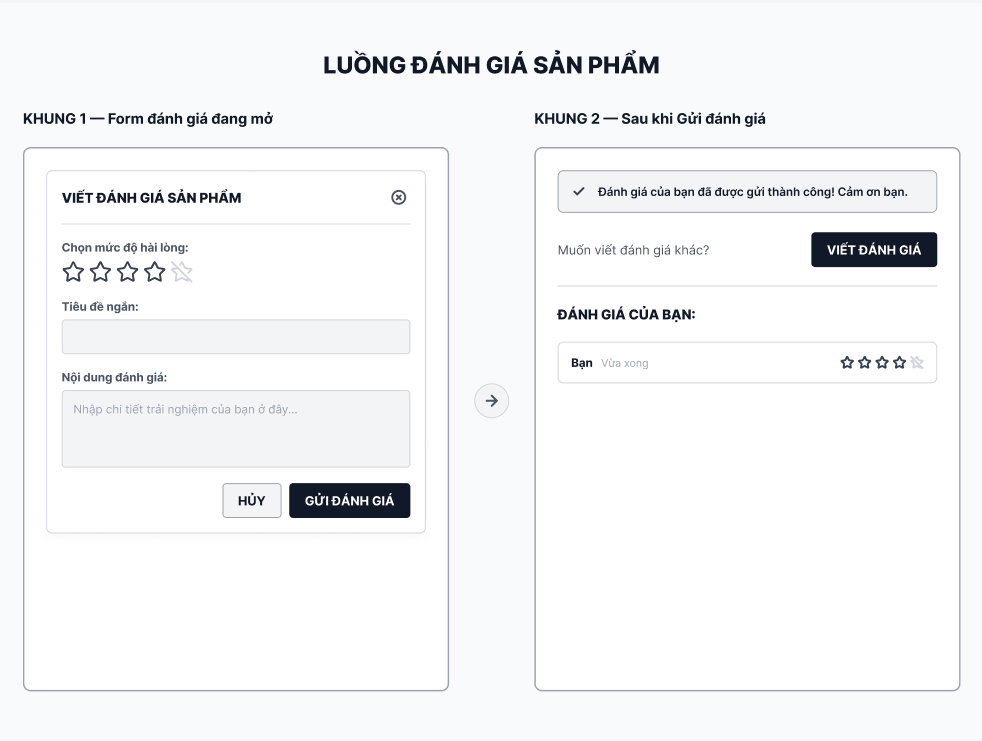 LUỒNG ĐÁNH GIÁ SẢN PHẨM
KHUNG 1 — Form đánh giá đang mở
VIẾT ĐÁNH GIÁ SẢN PHẨM
Chọn mức độ hài lòng:
Tiêu đề ngắn:
Nội dung đánh giá:
Nhập chi tiết trải nghiệm của bạn ở đây...
HỦY
GỬI ĐÁNH GIÁ
KHUNG 2 — Sau khi Gửi đánh giá
Đánh giá của bạn đã được gửi thành công! Cảm ơn bạn.
Muốn viết đánh giá khác?
VIẾT ĐÁNH GIÁ
ĐÁNH GIÁ CỦA BẠN:
Bạn Vừa xong